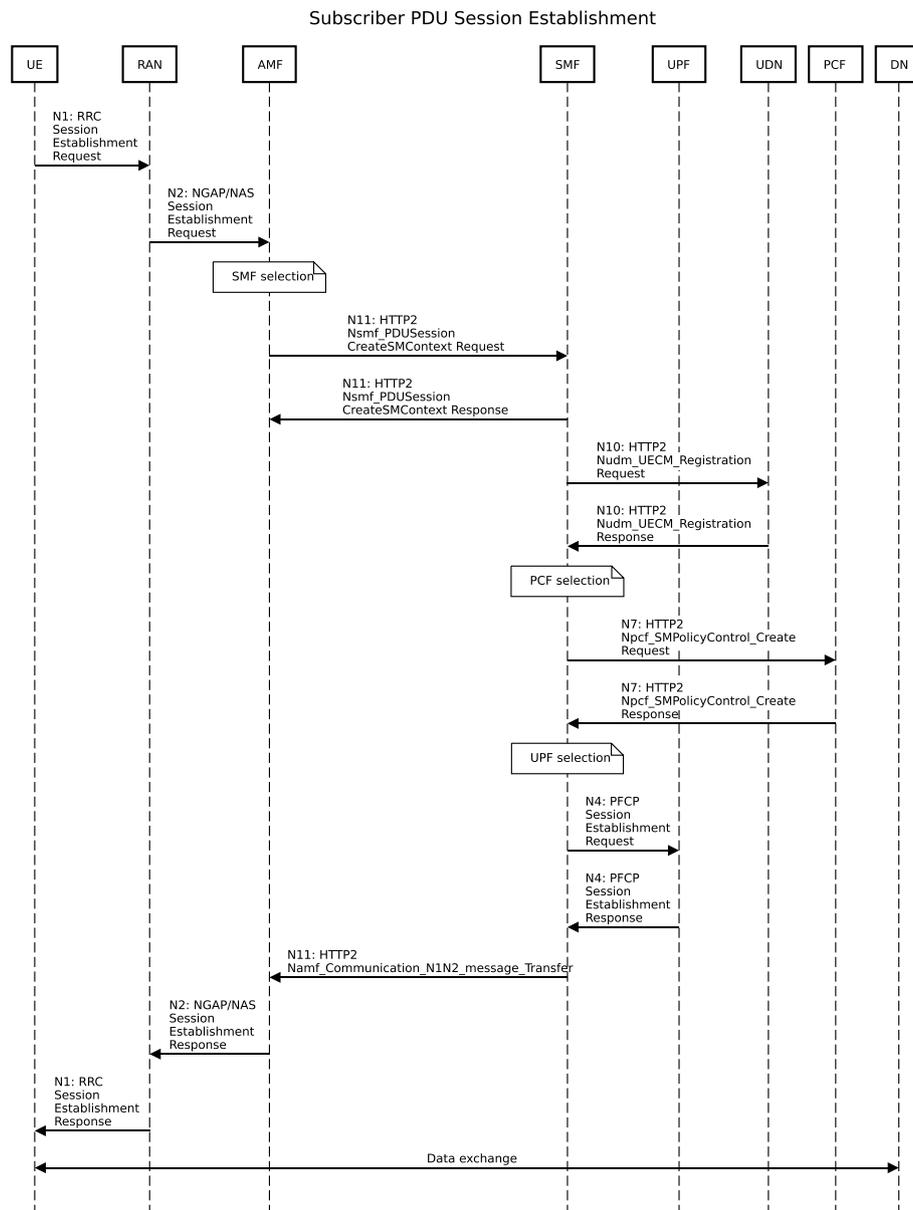 Subscriber PDU Session Establishment
UE RAN AMF SMF UPF UDN PCF DN
N1: RRC
Session
Establishment
Request
N2: NGAP/NAS
Session
Establishment
Request
SMF selection
N11: HTTP2
Nsmf_PDUSession
CreateSMContext Request
N11: HTTP2
Nsmf_PDUSession
CreateSMContext Response
N10: HTTP2
Nudm_UECM_Registration
Request
N10: HTTP2
Nudm_UECM_Registration
Response
PCF selection
N7: HTTP2
Npcf_SMPolicyControl_Create
Request
N7: HTTP2
Npcf_SMPolicyControl_Create
Response
UPF selection
N4: PFCP
Session
Establishment
Request
N4: PFCP
Session
Establishment
Response
N11: HTTP2
Namf_Communication_N1N2_message_Transfer
N2: NGAP/NAS
Session
Establishment
Response
N1: RRC
Session
Establishment
Response
Data exchange